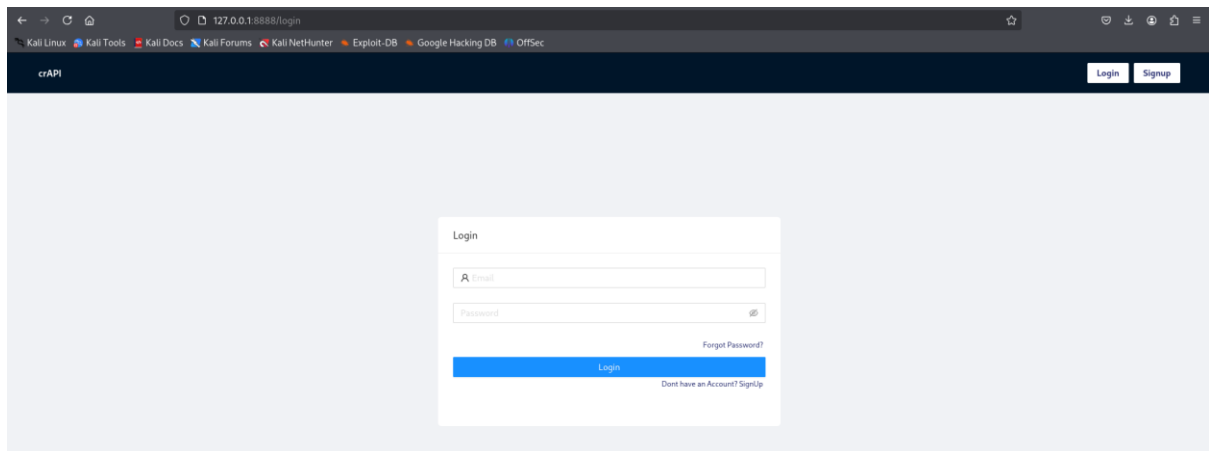 127.0.0.1:8888/login
Kali Linux Kali Tools Kali Docs Kali Forums Kali NetHunter Exploit-DB Google Hacking DB OffSec
crAPI Login Signup
Login
Email
Password
Forgot Password?
Login
Dont have an Account? SignUp